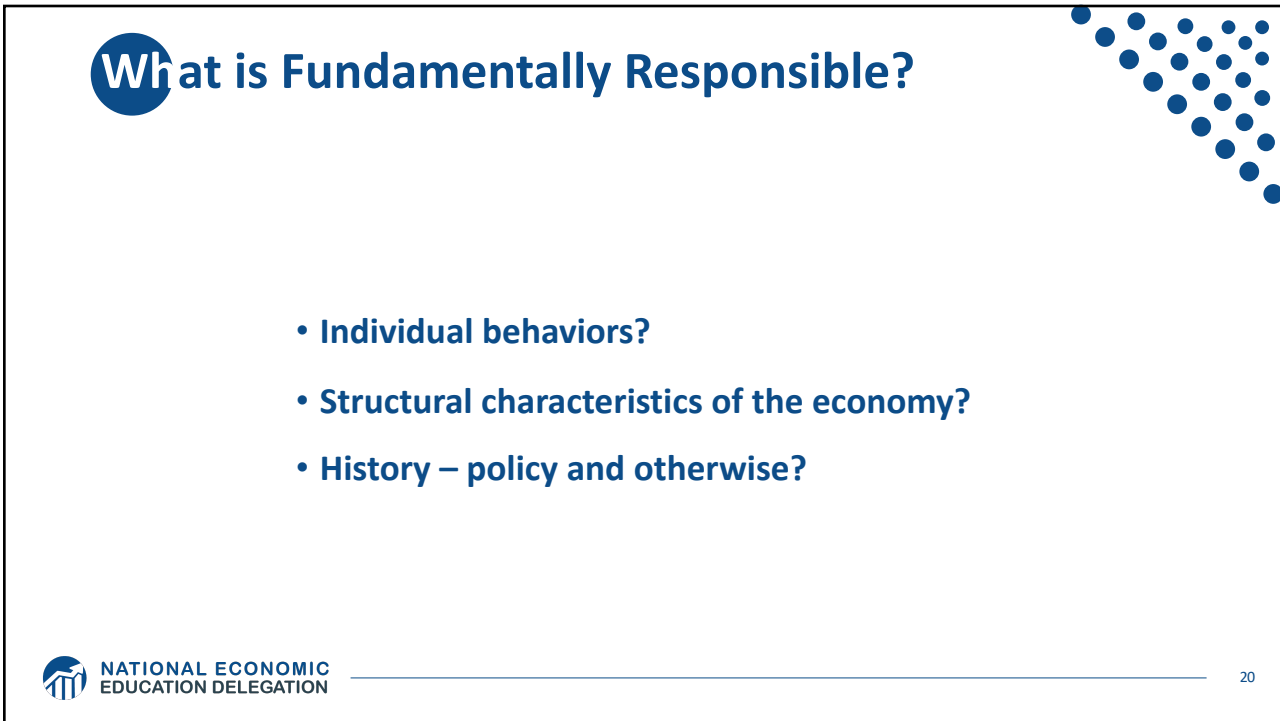 What is Fundamentally Responsible?
• Individual behaviors?
• Structural characteristics of the economy?
• History – policy and otherwise?
NATIONAL ECONOMIC
EDUCATION DELEGATION
20